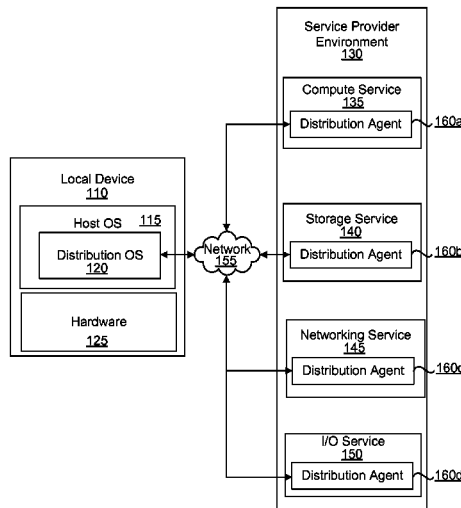 Service Provider
Environment
130
Compute Service
135
Distribution Agent
160a
Local Device
110
Host OS
115
Distribution OS
120
Hardware
125
Network
155
Storage Service
140
Distribution Agent
160b
Networking Service
145
Distribution Agent
160c
I/O Service
150
Distribution Agent
160d